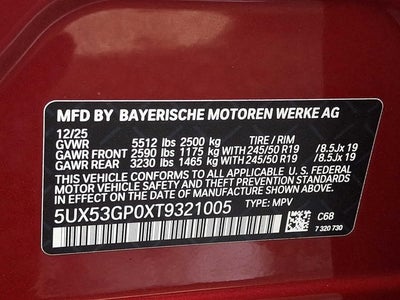 MFD BY BAYERISCHE MOTOREN WERKE AG
12/25
GVWR 5512 lbs 2500 kg TIRE / RIM
GAWR FRONT 2590 lbs 1175 kg WITH 245/50 R19 / 8.5Jx 19
GAWR REAR 3230 lbs 1465 kg WITH 245/50 R19 / 8.5Jx 19
THIS VEHICLE CONFORMS TO ALL APPLICABLE U.S. FEDERAL
MOTOR VEHICLE SAFETY AND THEFT PREVENTION STANDARDS
IN EFFECT ON THE DATE OF MANUFACTURE SHOWN ABOVE.
5UX53GP0XT9321005 TYPE: MPV
C68
7 320 730